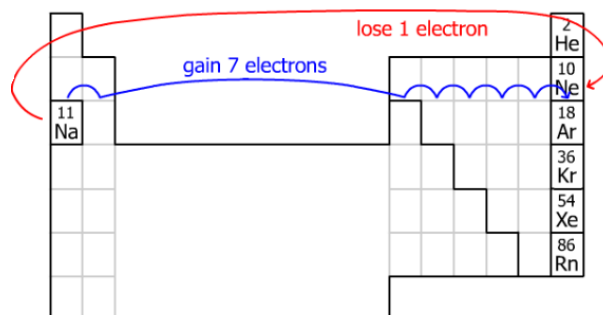 lose 1 electron
2
He
gain 7 electrons
10
Ne
11
Na
18
Ar
36
Kr
54
Xe
86
Rn